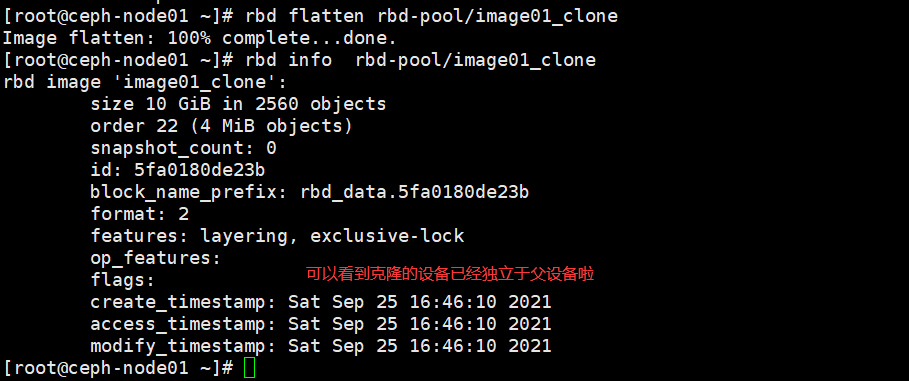 [root@ceph-node01 ~]# rbd flatten rbd-pool/image01_clone
Image flatten: 100% complete...done.
[root@ceph-node01 ~]# rbd info  rbd-pool/image01_clone
rbd image 'image01_clone':
        size 10 GiB in 2560 objects
        order 22 (4 MiB objects)
        snapshot_count: 0
        id: 5fa0180de23b
        block_name_prefix: rbd_data.5fa0180de23b
        format: 2
        features: layering, exclusive-lock
        op_features:
        flags:
可以看到克隆的设备已经独立于父设备啦
        create_timestamp: Sat Sep 25 16:46:10 2021
        access_timestamp: Sat Sep 25 16:46:10 2021
        modify_timestamp: Sat Sep 25 16:46:10 2021
[root@ceph-node01 ~]#